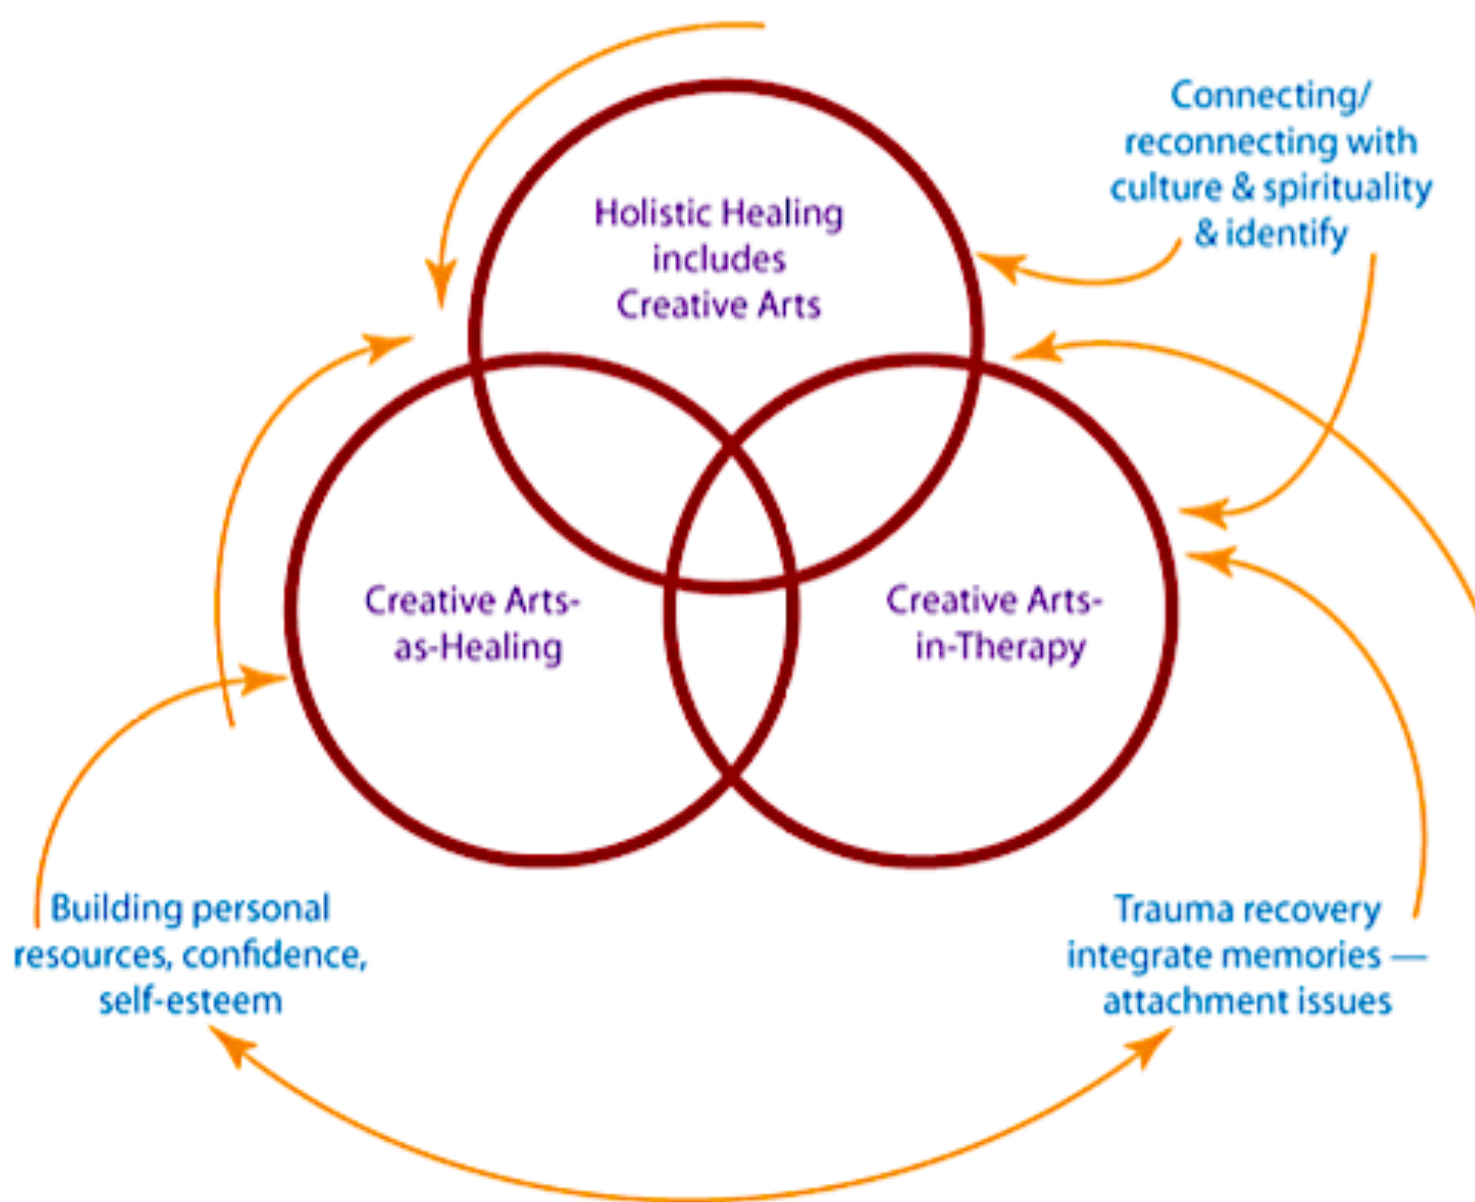 Connecting/
reconnecting with
culture & spirituality
& identify
Holistic Healing
includes
Creative Arts
Creative Arts-
as-Healing
Creative Arts-
in-Therapy
Building personal
resources, confidence,
self-esteem
Trauma recovery
integrate memories —
attachment issues